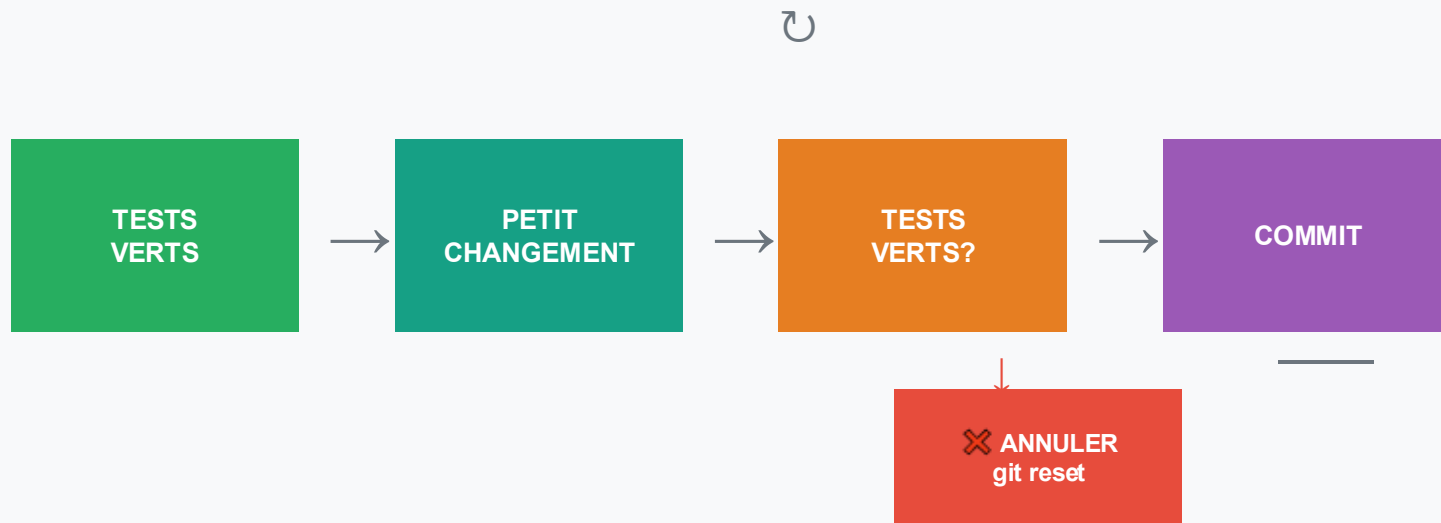 TESTS
VERTS
PETIT
CHANGEMENT
TESTS
VERTS?
COMMIT
❌ ANNULER
git reset